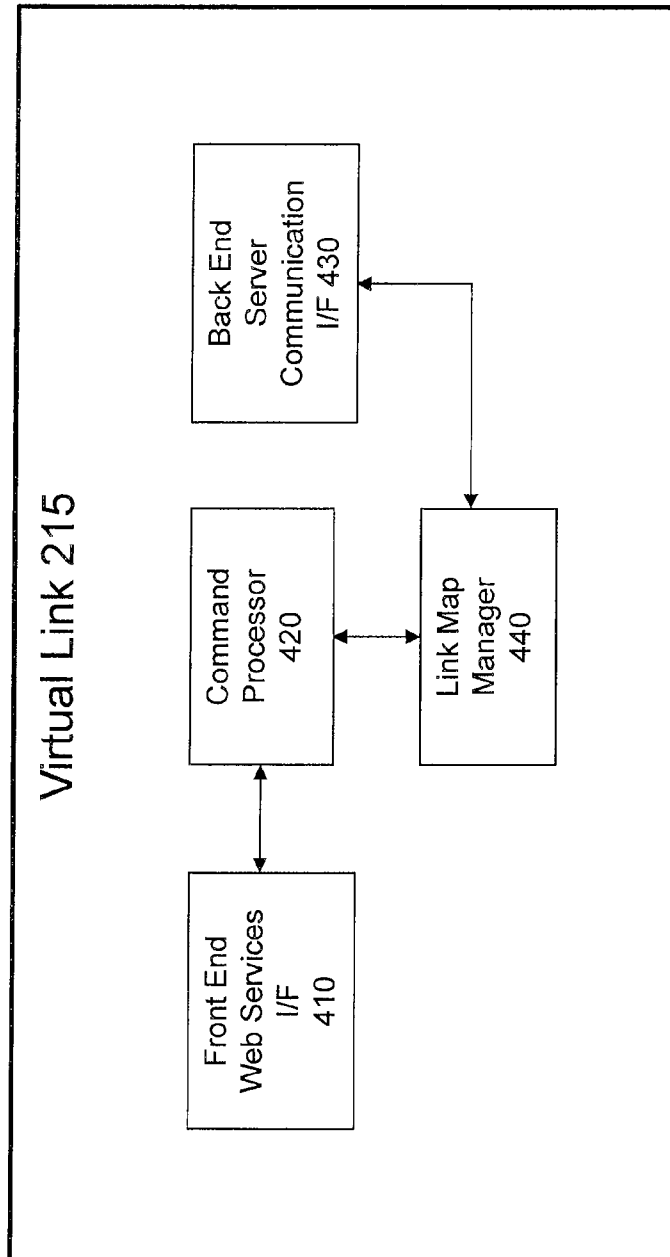 Virtual Link 215
Front End
Web Services
I/F
410
Command
Processor
420
Back End
Server
Communication
I/F 430
Link Map
Manager
440